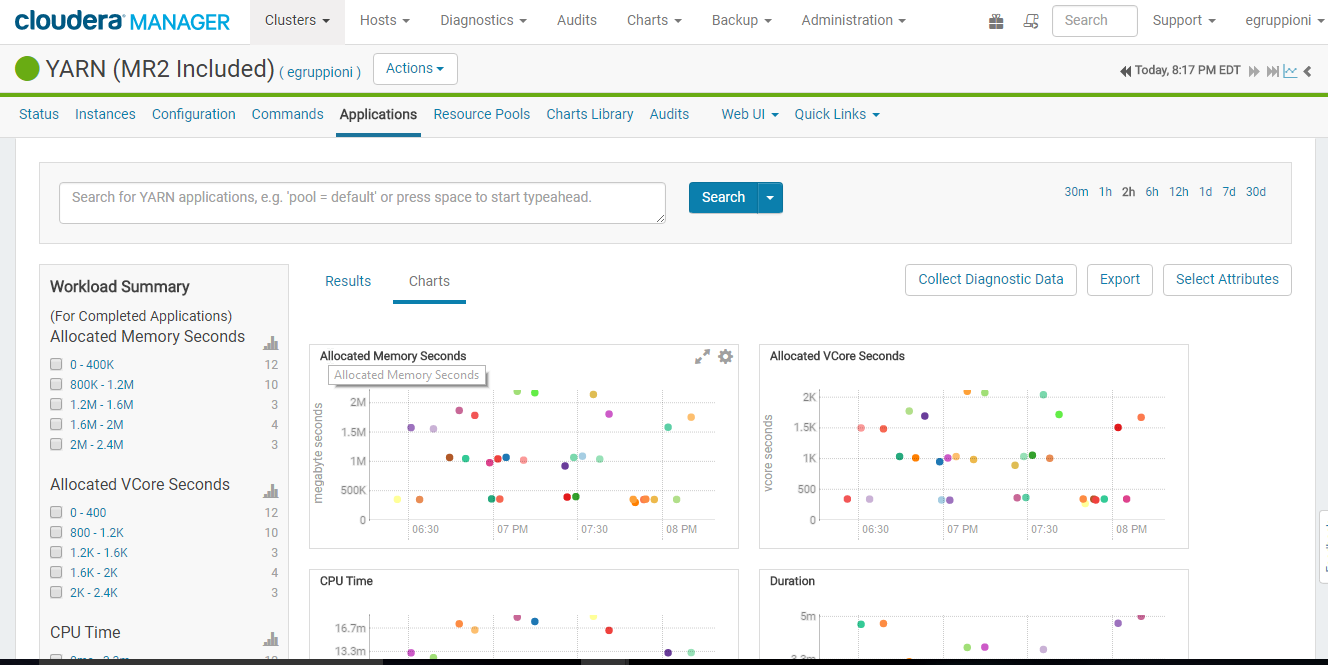 cloudera MANAGER Clusters Hosts Diagnostics Audits Charts Backup Administration Search Support egruppioni
YARN (MR2 Included) ( egruppioni ) Actions Today, 8:17 PM EDT
Status Instances Configuration Commands Applications Resource Pools Charts Library Audits Web UI Quick Links
Search for YARN applications, e.g. 'pool = default' or press space to start typeahead. Search 30m 1h 2h 6h 12h 1d 7d 30d
Workload Summary
(For Completed Applications)
Allocated Memory Seconds
0 - 400K 12
800K - 1.2M 10
1.2M - 1.6M 3
1.6M - 2M 4
2M - 2.4M 3
Allocated VCore Seconds
0 - 400 12
800 - 1.2K 10
1.2K - 1.6K 3
1.6K - 2K 4
2K - 2.4K 3
CPU Time
Results Charts Collect Diagnostic Data Export Select Attributes
Allocated Memory Seconds
Allocated Memory Seconds
megabyte seconds
2M
1.5M
1M
500K
0
06:30 07 PM 07:30 08 PM
Allocated VCore Seconds
vcore seconds
2K
1.5K
1K
500
0
06:30 07 PM 07:30 08 PM
CPU Time
16.7m
13.3m
Duration
5m